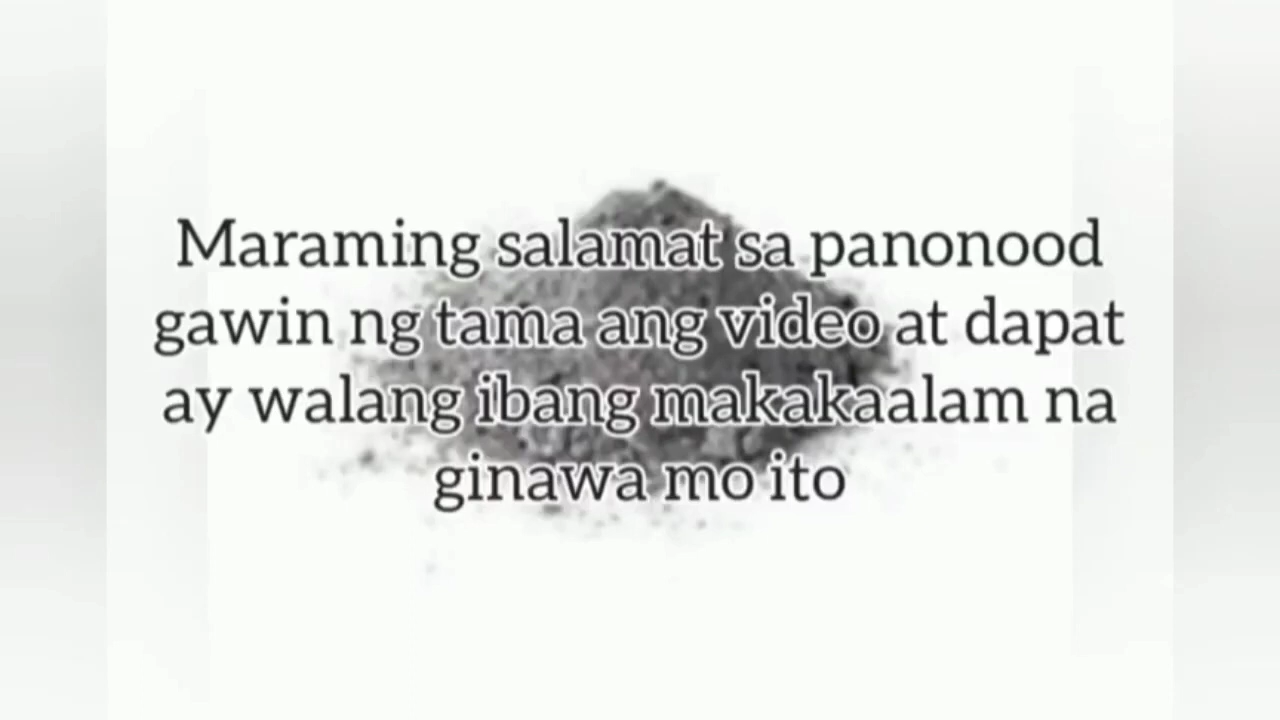 Maraming salamat sa panonood
gawin ng tama ang video at dapat
ay walang ibang makakaalam na
ginawa mo ito